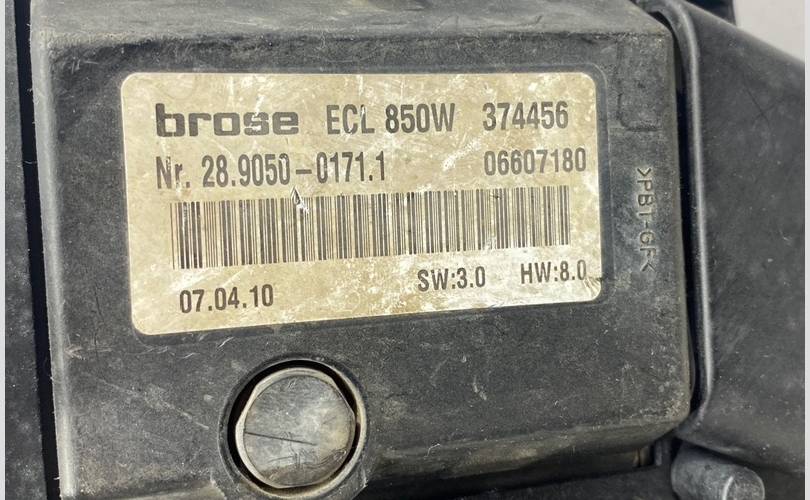 brose ECL 850W 374456
Nr. 28.9050-0171.1 06607180
07.04.10 SW:3.0 HW:8.0
>PBT-GF<